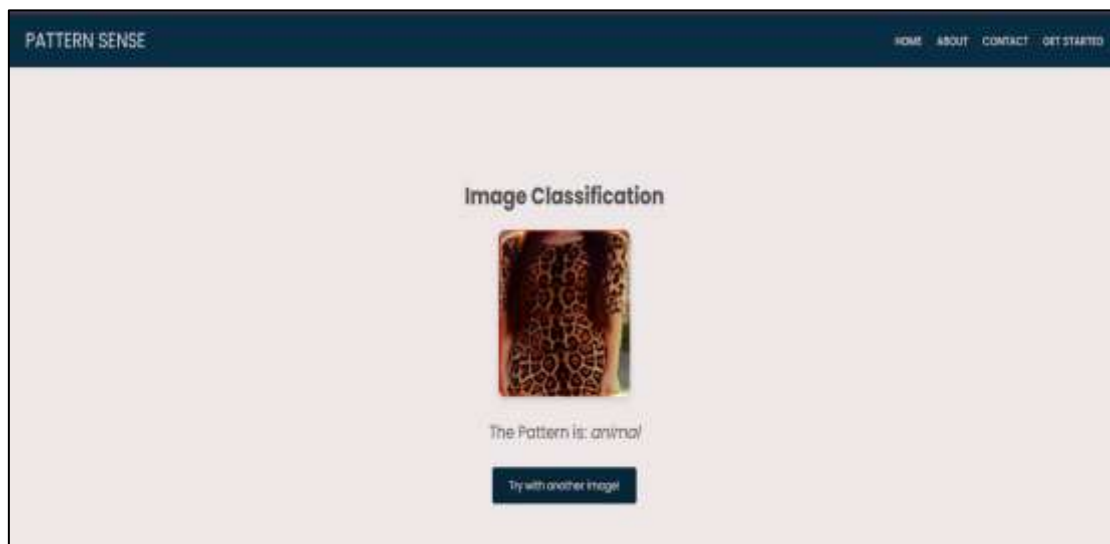 PATTERN SENSE
HOME ABOUT CONTACT GET STARTED
Image Classification
The Pattern is: animal
Try with another image!